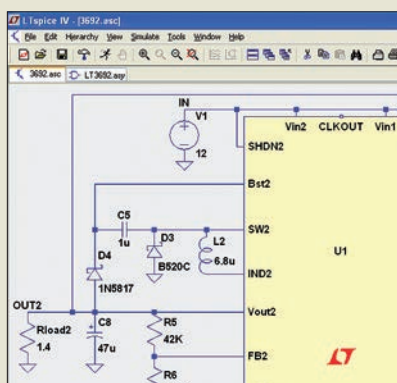 LTspice IV - [3692.asc]
File Edit Hierarchy View Simulate Tools Window Help
3692.asc LT3692.asy
IN
V1
12
Vin2 CLKOUT Vin1
SHDN2
Bst2
C5
1u
D3
B520C
SW2
L2
6.8u
IND2
U1
D4
1N5817
OUT2
Vout2
Rload2
1.4
C8
47u
R5
42K
FB2
R6